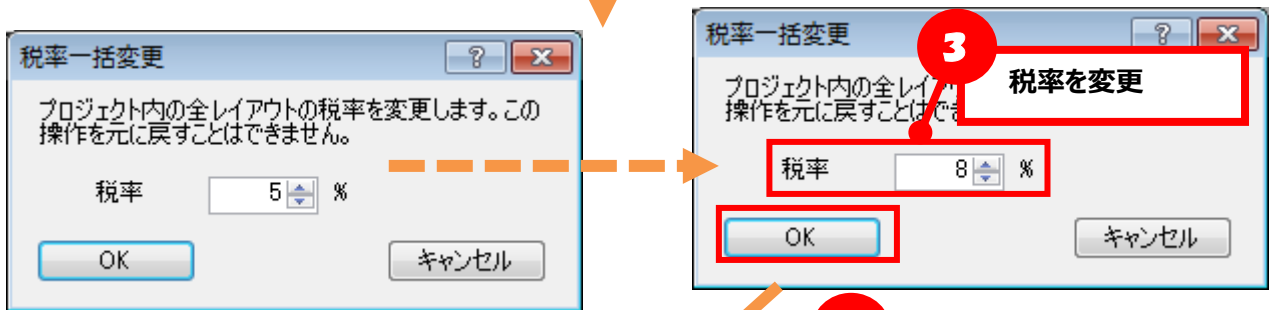 税率一括変更
?
プロジェクト内の全レイアウトの税率を変更します。この
操作を元に戻すことはできません。
税率 5 %
OK キャンセル
税率一括変更
?
3
税率を変更
プロジェクト内の全レイア
操作を元に戻すことはでき
税率 8 %
OK キャンセル